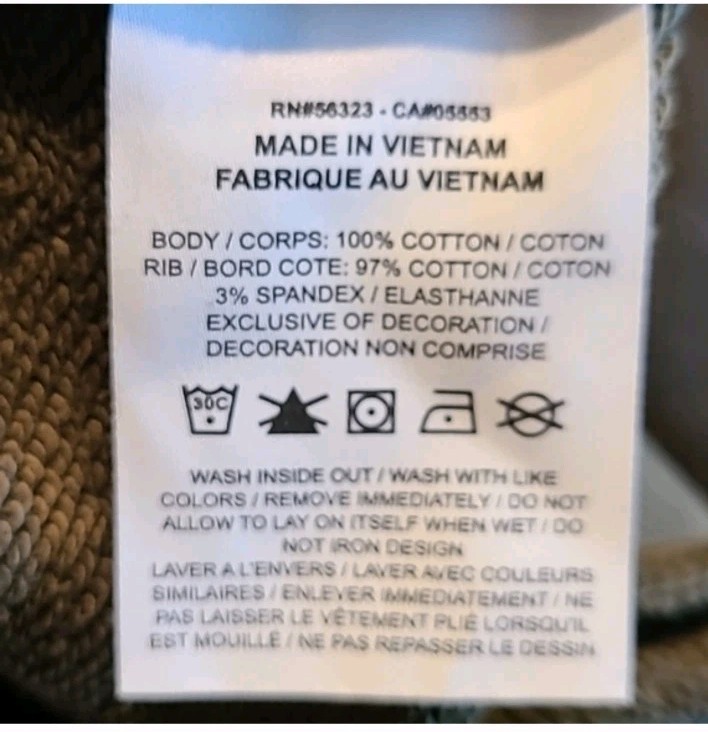 RN#56323 - CA#05553
MADE IN VIETNAM
FABRIQUE AU VIETNAM
BODY / CORPS: 100% COTTON / COTON
RIB / BORD COTE: 97% COTTON / COTON
3% SPANDEX / ELASTHANNE
EXCLUSIVE OF DECORATION /
DECORATION NON COMPRISE
30C
WASH INSIDE OUT / WASH WITH LIKE
COLORS / REMOVE IMMEDIATELY / DO NOT
ALLOW TO LAY ON ITSELF WHEN WET / DO
NOT IRON DESIGN
LAVER A L'ENVERS / LAVER AVEC COULEURS
SIMILAIRES / ENLEVER IMMEDIATEMENT / NE
PAS LAISSER LE VÊTEMENT PLIÉ LORSQU'IL
EST MOUILLÉ / NE PAS REPASSER LE DESSIN